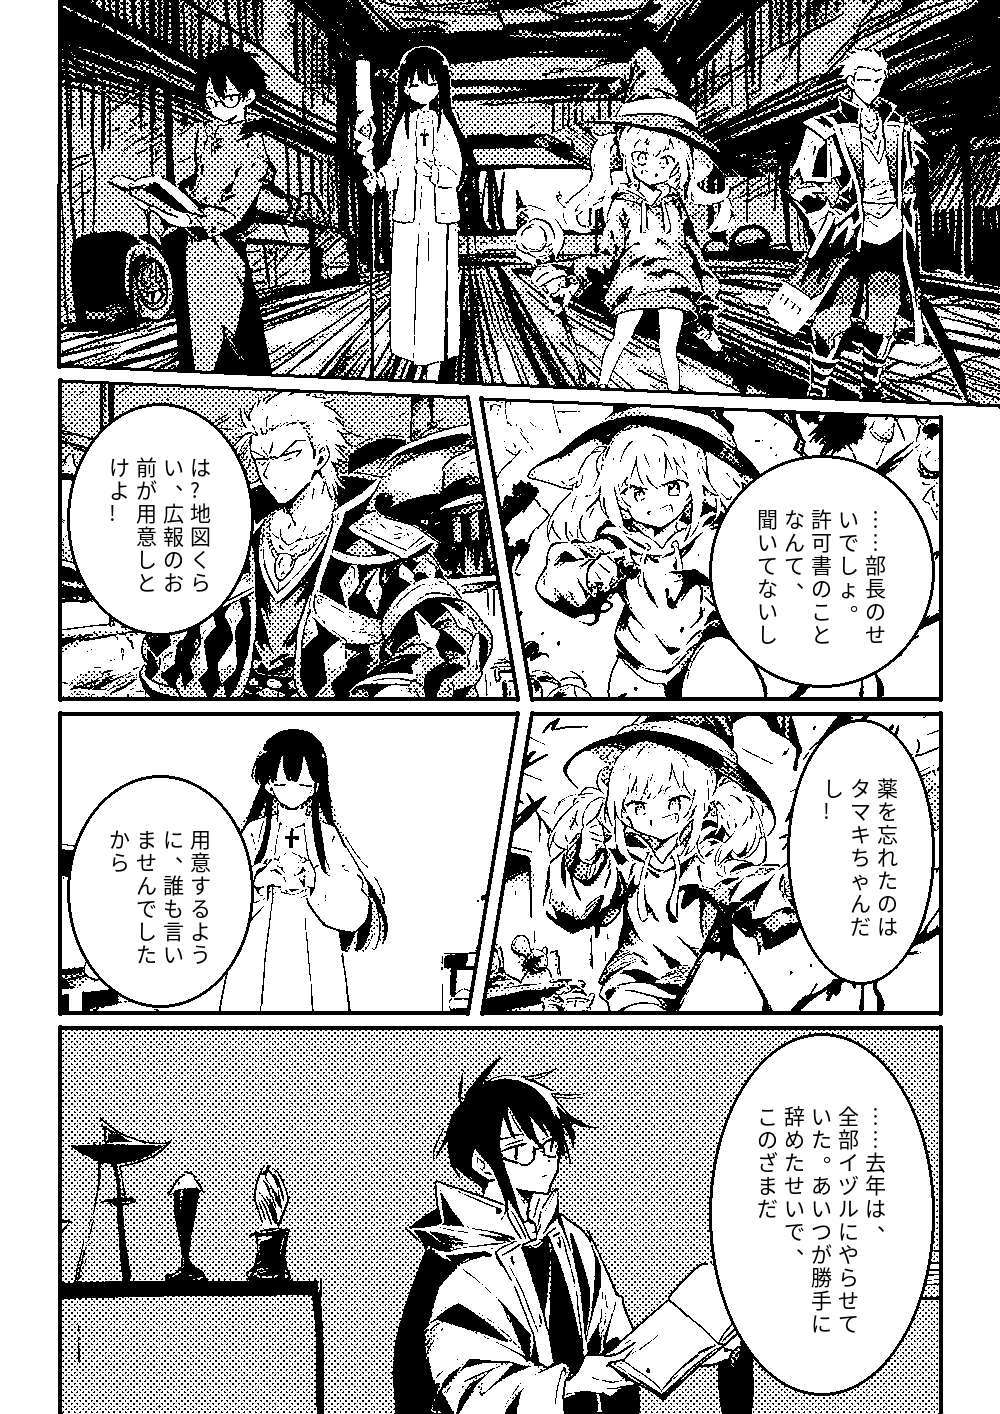 ……部長のせ
いでしょ。
許可書のこと
なんて、
聞いてないし
は?地図くら
い、広報のお
前が用意しと
けよ!
薬を忘れたのは
タマキちゃんだ
し!
用意するよう
に、誰も言い
ませんでした
から
……去年は、
全部イヅルにやらせて
いた。あいつが勝手に
辞めたせいで、
このざまだ